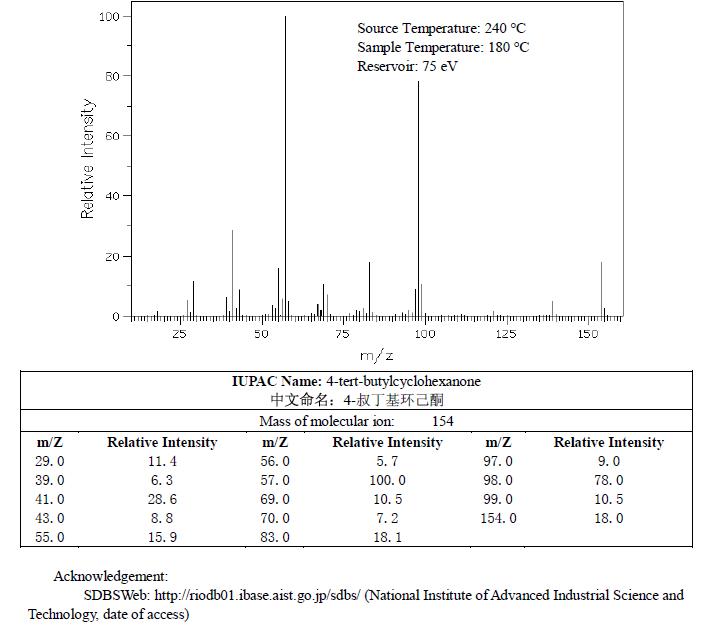 100
80
60
40
20
0
Relative Intensity
Source Temperature: 240 °C
Sample Temperature: 180 °C
Reservoir: 75 eV
25 50 75 100 125 150
m/z
IUPAC Name: 4-tert-butylcyclohexanone
中文命名：4-叔丁基环己酮
Mass of molecular ion: 154
m/Z Relative Intensity m/Z Relative Intensity m/Z Relative Intensity
29.0 11.4 56.0 5.7 97.0 9.0
39.0 6.3 57.0 100.0 98.0 78.0
41.0 28.6 69.0 10.5 99.0 10.5
43.0 8.8 70.0 7.2 154.0 18.0
55.0 15.9 83.0 18.1
Acknowledgement:
SDBSWeb: http://riodb01.ibase.aist.go.jp/sdbs/ (National Institute of Advanced Industrial Science and
Technology, date of access)